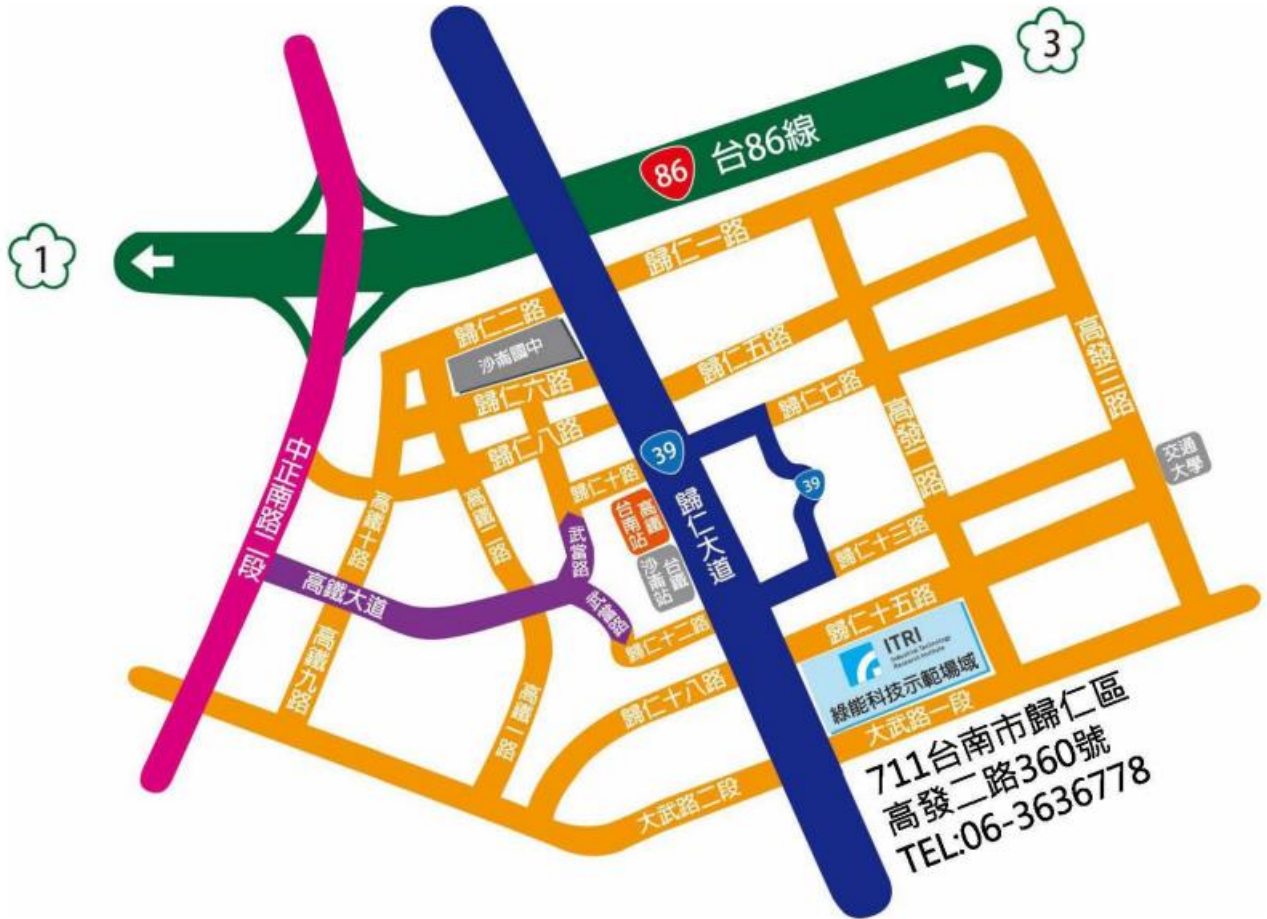 3
86
台86線
1
歸仁一路
歸仁二路
沙崙國中
歸仁五路
歸仁六路
歸仁七路
高發二路
高發三路
歸仁八路
39
39
交通
大學
中正南路二段
高鐵十路
高鐵二路
歸仁十路
高鐵
台南站
歸仁大道
武當路
台鐵
沙崙站
歸仁十三路
高鐵大道
武當路
歸仁十二路
歸仁十五路
高鐵九路
高鐵一路
歸仁十八路
ITRI
Industrial Technology
Research Institute
綠能科技示範場域
大武路一段
大武路二段
711台南市歸仁區
高發二路360號
TEL:06-3636778